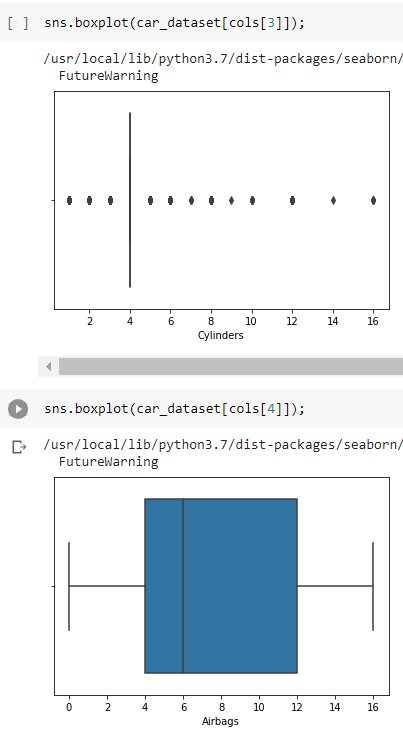 [ ] sns.boxplot(car_dataset[cols[3]]);
/usr/local/lib/python3.7/dist-packages/seaborn/
FutureWarning
2 4 6 8 10 12 14 16
Cylinders
sns.boxplot(car_dataset[cols[4]]);
/usr/local/lib/python3.7/dist-packages/seaborn/
FutureWarning
0 2 4 6 8 10 12 14 16
Airbags